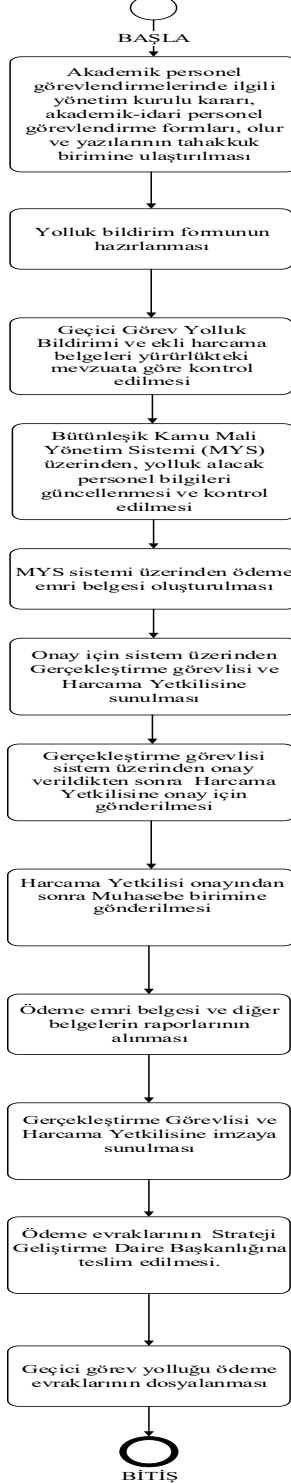 BAŞLA
Akademik personel
görevlendirmelerinde ilgili
yönetim kurulu kararı,
akademik-idari personel
görevlendirme formları, olur
ve yazılarının tahakkuk
birimine ulaştırılması
Yolluk bildirim formunun
hazırlanması
Geçici Görev Yolluk
Bildirimi ve ekli harcama
belgeleri yürürlükteki
mevzuata göre kontrol
edilmesi
Bütünleşik Kamu Mali
Yönetim Sistemi (MYS)
üzerinden, yolluk alacak
personel bilgileri
güncellenmesi ve kontrol
edilmesi
MYS sistemi üzerinden ödeme
emri belgesi oluşturulması
Onay için sistem üzerinden
Gerçekleştirme görevlisi ve
Harcama Yetkilisine
sunulması
Gerçekleştirme görevlisi
sistem üzerinden onay
verildikten sonra Harcama
Yetkilisine onay için
gönderilmesi
Harcama Yetkilisi onayından
sonra Muhasebe birimine
gönderilmesi
Ödeme emri belgesi ve diğer
belgelerin raporlarının
alınması
Gerçekleştirme Görevlisi ve
Harcama Yetkilisine imzaya
sunulması
Ödeme evraklarının Strateji
Geliştirme Daire Başkanlığına
teslim edilmesi.
Geçici görev yolluğu ödeme
evraklarının dosyalanması
BİTİŞ